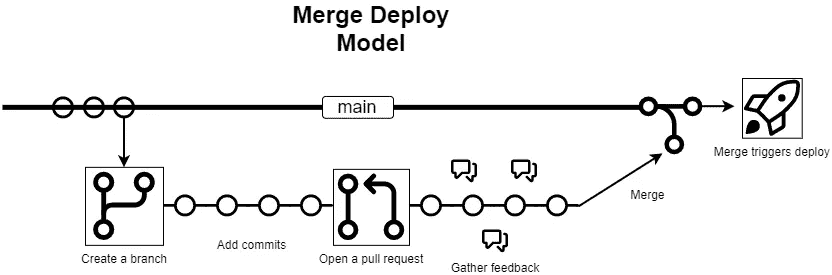 Merge Deploy
Model
main
Merge triggers deploy
Merge
Add commits
Create a branch
Open a pull request
Gather feedback